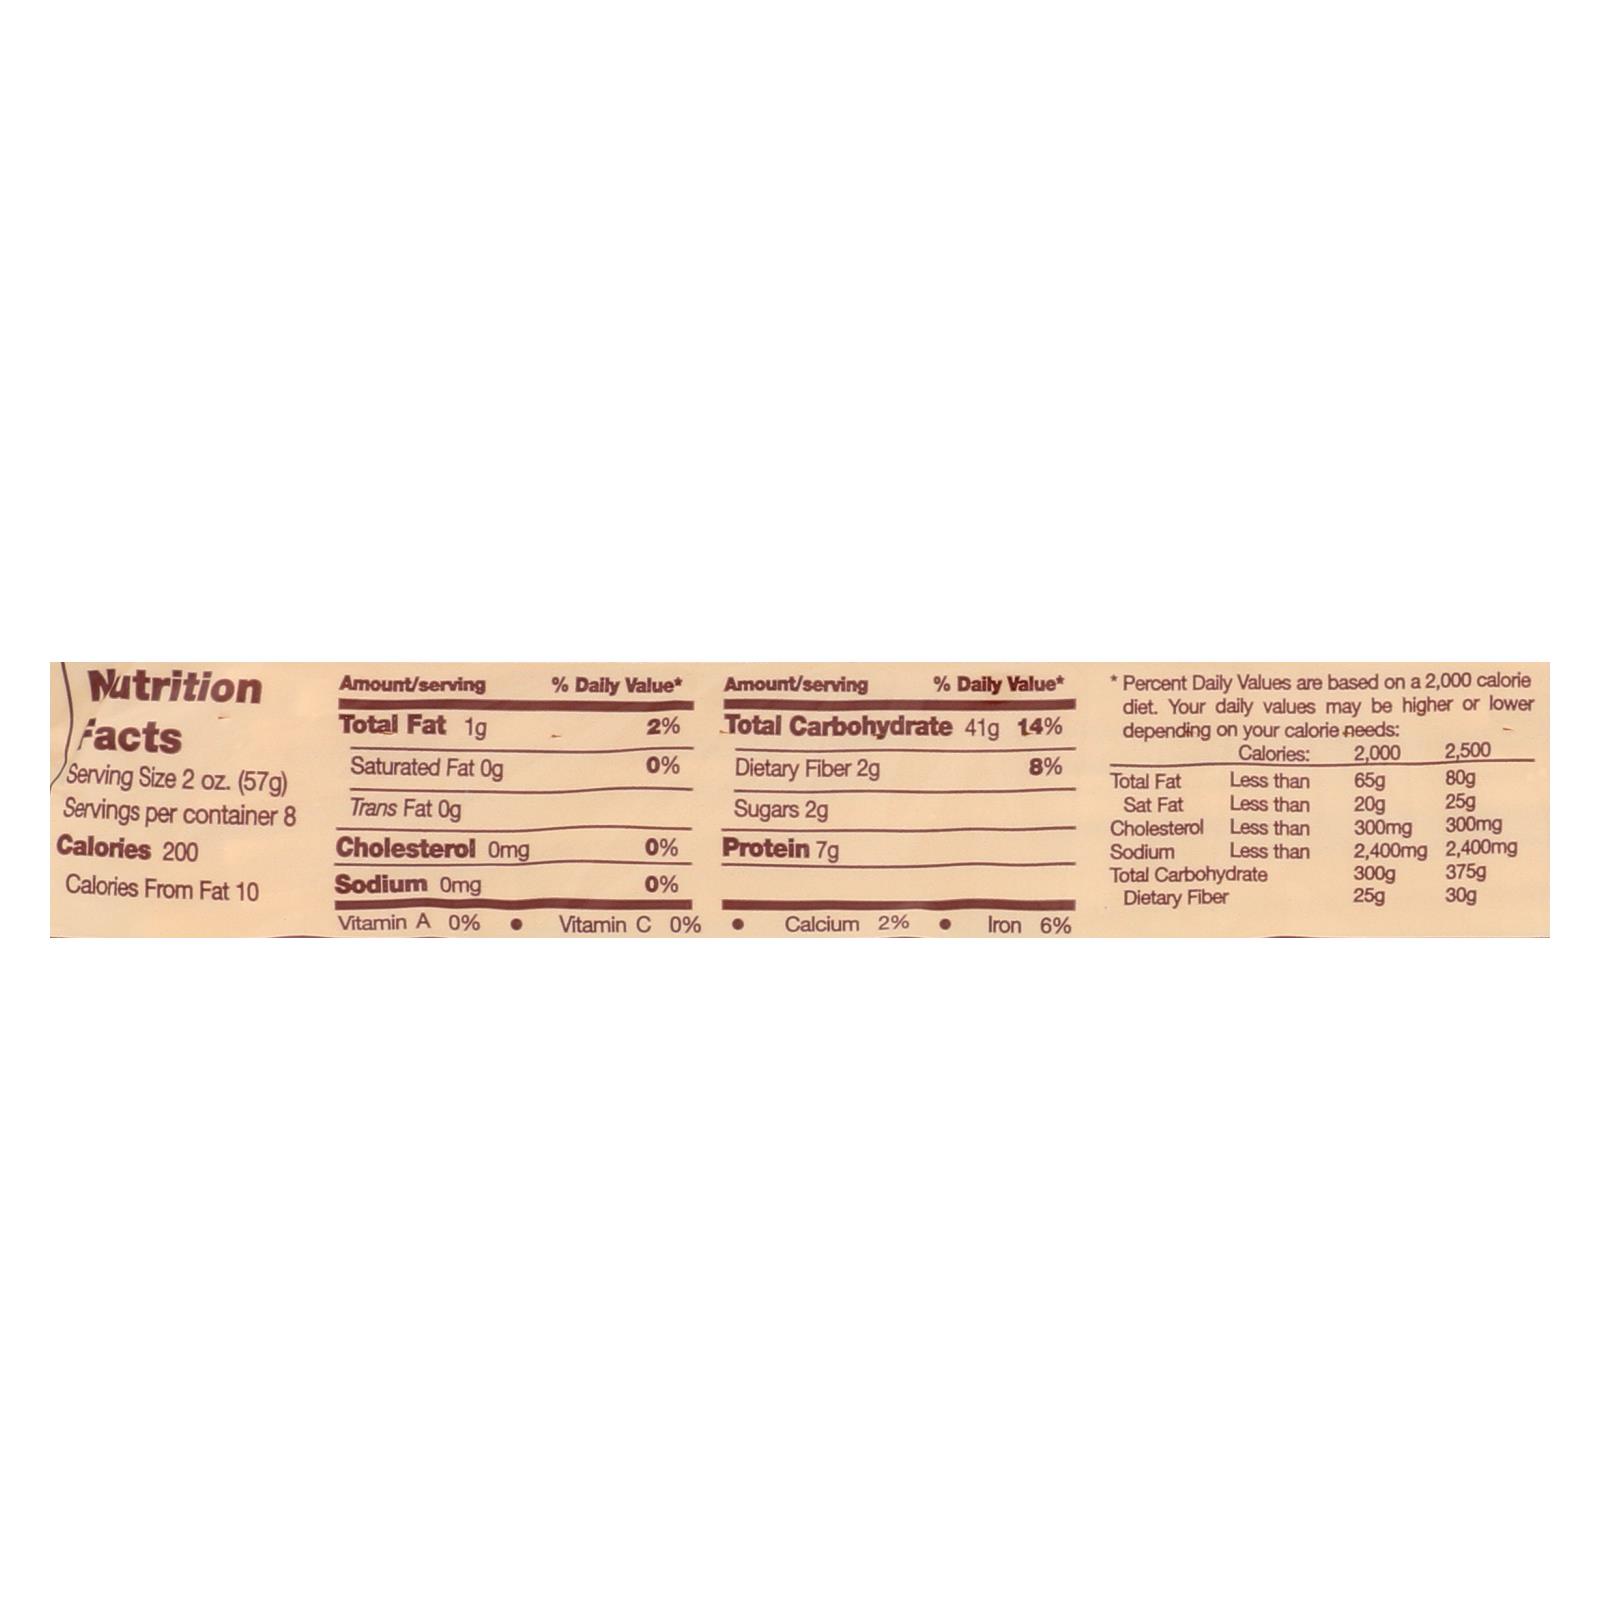 Nutrition
Facts
Serving Size 2 oz. (57g)
Servings per container 8
Calories 200
Calories From Fat 10
Amount/serving % Daily Value*
Total Fat 1g 2%
Saturated Fat 0g 0%
Trans Fat 0g
Cholesterol 0mg 0%
Sodium 0mg 0%
Amount/serving % Daily Value*
Total Carbohydrate 41g 14%
Dietary Fiber 2g 8%
Sugars 2g
Protein 7g
Vitamin A 0% • Vitamin C 0% • Calcium 2% • Iron 6%
* Percent Daily Values are based on a 2,000 calorie
diet. Your daily values may be higher or lower
depending on your calorie needs:
Calories: 2,000 2,500
Total Fat Less than 65g 80g
Sat Fat Less than 20g 25g
Cholesterol Less than 300mg 300mg
Sodium Less than 2,400mg 2,400mg
Total Carbohydrate 300g 375g
Dietary Fiber 25g 30g